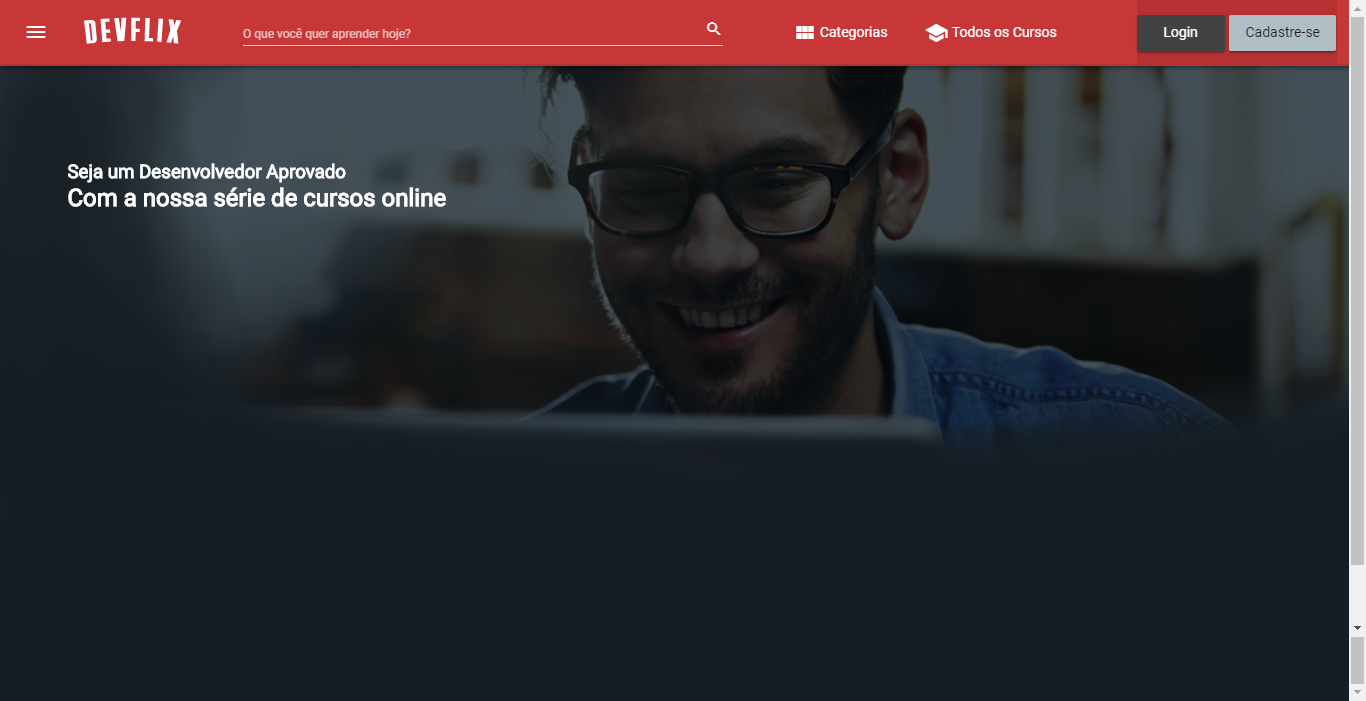 DEVFLIX
O que você quer aprender hoje?
Categorias
Todos os Cursos
Login
Cadastre-se
Seja um Desenvolvedor Aprovado
Com a nossa série de cursos online